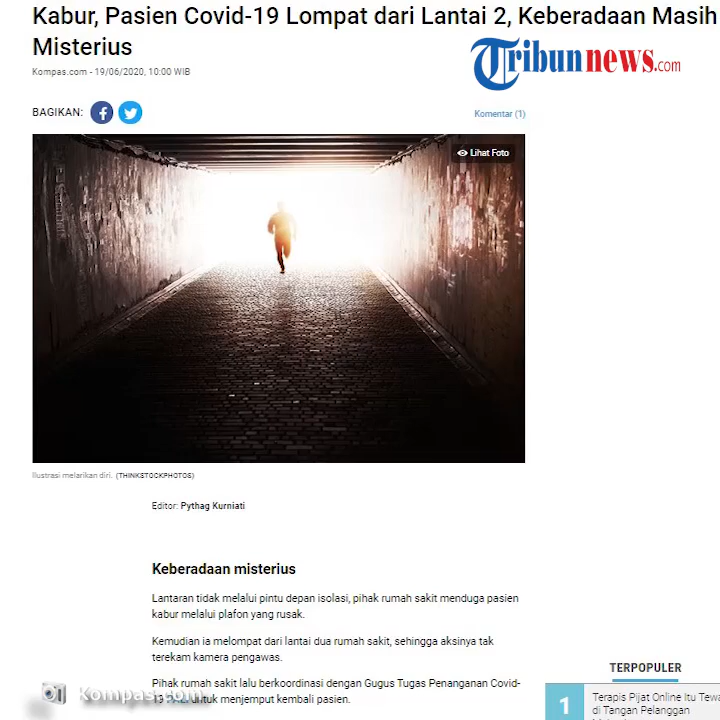 Kabur, Pasien Covid-19 Lompat dari Lantai 2, Keberadaan Masih
Misterius
Kompas.com - 19/06/2020, 10:00 WIB
Tribunnews.com
BAGIKAN:
Komentar (1)
Lihat Foto
Ilustrasi melarikan diri. (THINKSTOCKPHOTOS)
Editor: Pythag Kurniati
Keberadaan misterius
Lantaran tidak melalui pintu depan isolasi, pihak rumah sakit menduga pasien
kabur melalui plafon yang rusak.
Kemudian ia melompat dari lantai dua rumah sakit, sehingga aksinya tak
terekam kamera pengawas.
Pihak rumah sakit lalu berkoordinasi dengan Gugus Tugas Penanganan Covid-
19 untuk menjemput kembali pasien.
Kompas.com
TERPOPULER
1
Terapis Pijat Online Itu Tewa
di Tangan Pelanggan